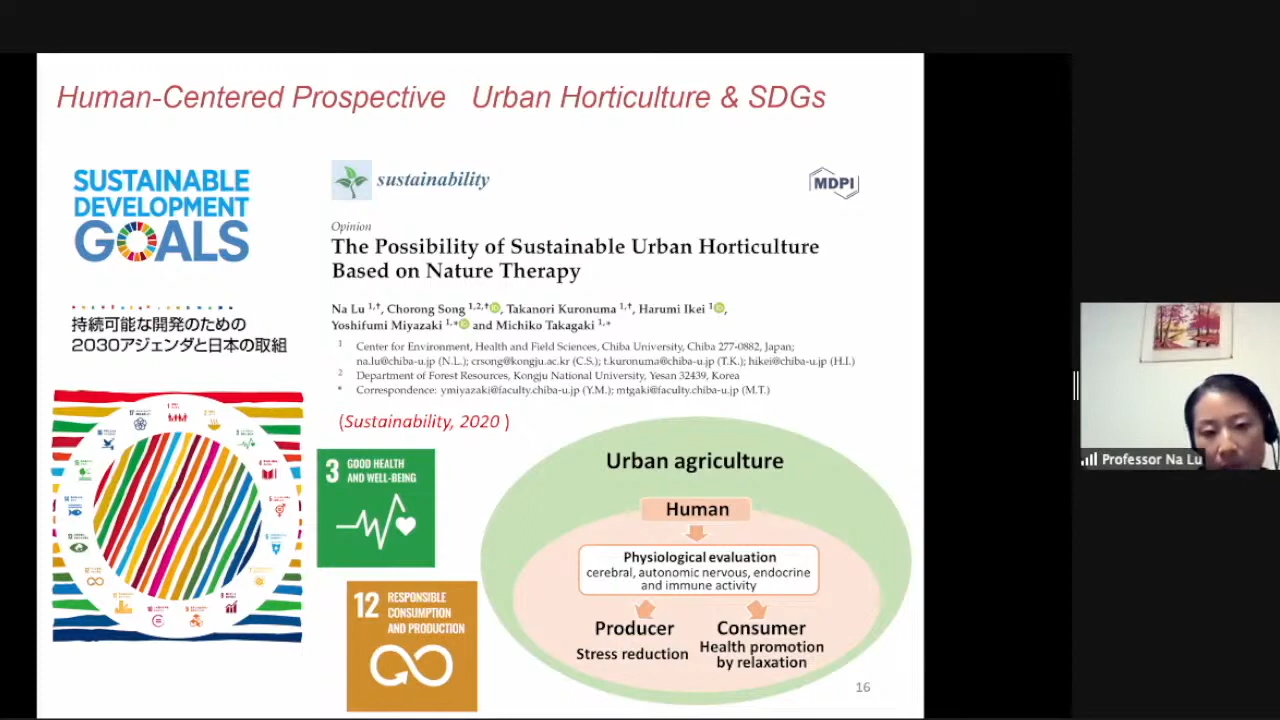 Human-Centered Prospective Urban Horticulture & SDGs
SUSTAINABLE
DEVELOPMENT
GOALS
持続可能な開発のための
2030アジェンダと日本の取組
sustainability
MDPI
Opinion
The Possibility of Sustainable Urban Horticulture
Based on Nature Therapy
Na Lu 1,†, Chorong Song 1,2,†, Takanori Kuronuma 1,†, Harumi Ikei 1,
Yoshifumi Miyazaki 1,* and Michiko Takagaki 1,*
1 Center for Environment, Health and Field Sciences, Chiba University, Chiba 277-0882, Japan;
na.lu@chiba-u.jp (N.L.); crsong@kongju.ac.kr (C.S.); t.kuronuma@chiba-u.jp (T.K.); hikei@chiba-u.jp (H.I.)
2 Department of Forest Resources, Kongju National University, Yesan 32439, Korea
* Correspondence: ymiyazaki@faculty.chiba-u.jp (Y.M.); mtgaki@faculty.chiba-u.jp (M.T.)
(Sustainability, 2020 )
3 GOOD HEALTH
AND WELL-BEING
12 RESPONSIBLE
CONSUMPTION
AND PRODUCTION
Urban agriculture
Human
Physiological evaluation
cerebral, autonomic nervous, endocrine
and immune activity
Producer
Stress reduction
Consumer
Health promotion
by relaxation
16
Professor Na Lu